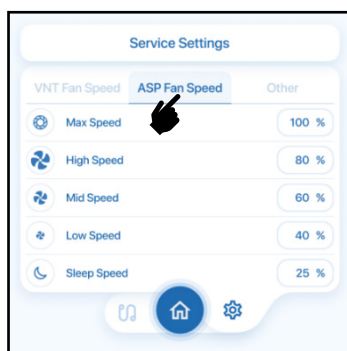 Service Settings
VNT Fan Speed ASP Fan Speed Other
Max Speed 100 %
High Speed 80 %
Mid Speed 60 %
Low Speed 40 %
Sleep Speed 25 %